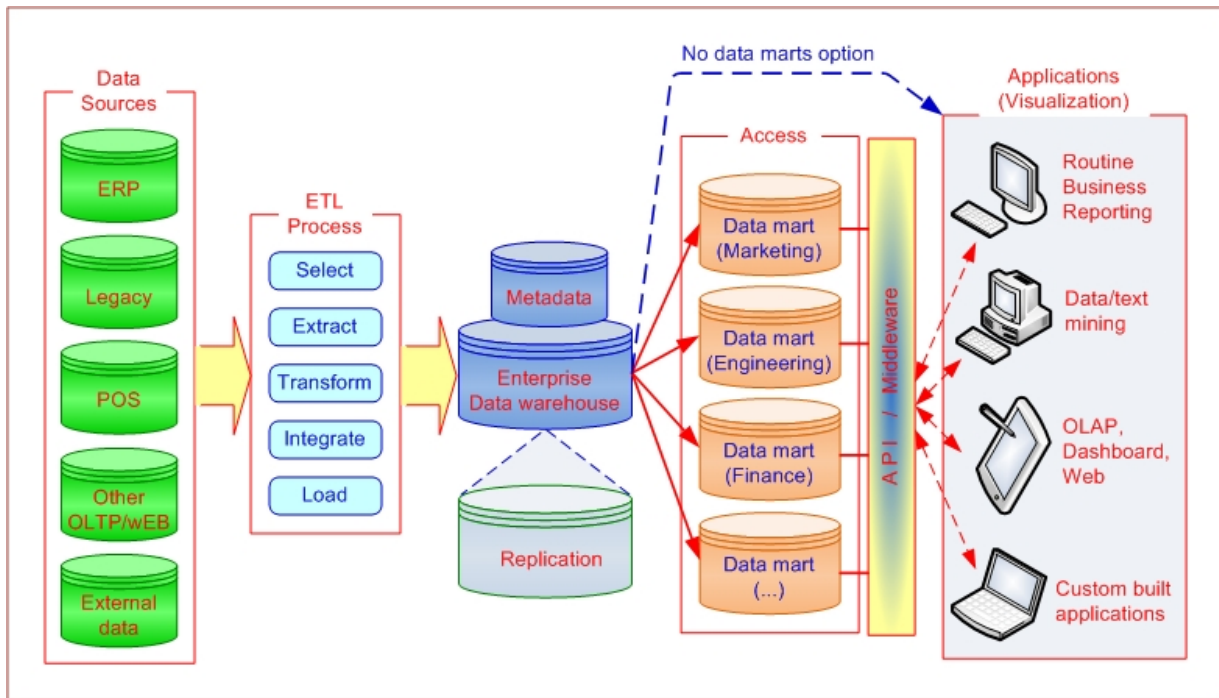 No data marts option
Data
Sources
ERP
Legacy
POS
Other
OLTP/wEB
External
data
ETL
Process
Select
Extract
Transform
Integrate
Load
Metadata
Enterprise
Data warehouse
Replication
Access
Data mart
(Marketing)
Data mart
(Engineering)
Data mart
(Finance)
Data mart
(...)
API / Middleware
Applications
(Visualization)
Routine
Business
Reporting
Data/text
mining
OLAP,
Dashboard,
Web
Custom built
applications